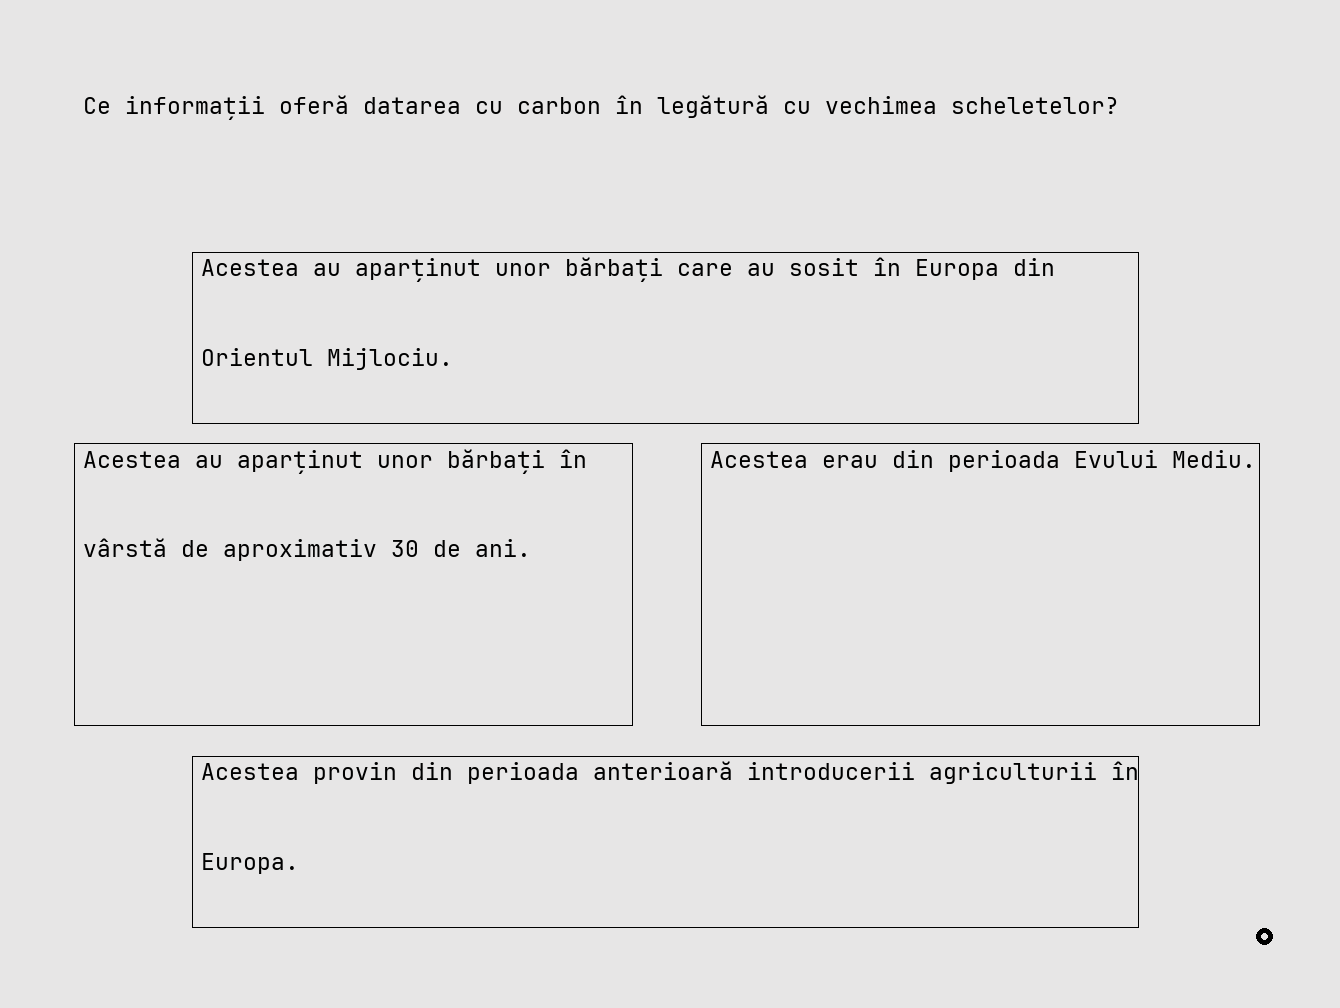 Ce informații oferă datarea cu carbon în legătură cu vechimea scheletelor?
Acestea au aparținut unor bărbați care au sosit în Europa din
Orientul Mijlociu.
Acestea au aparținut unor bărbați în
vârstă de aproximativ 30 de ani.
Acestea erau din perioada Evului Mediu.
Acestea provin din perioada anterioară introducerii agriculturii în
Europa.